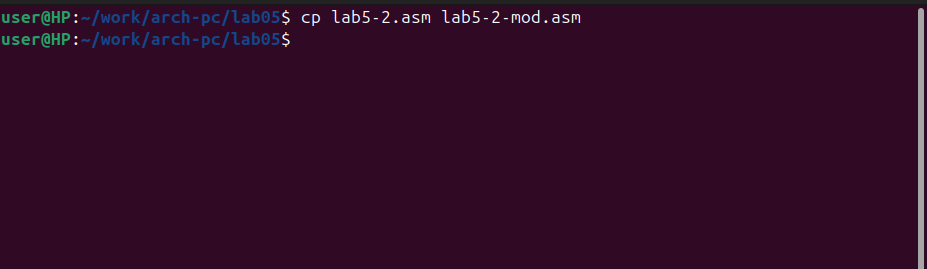 user@HP:~/work/arch-pc/lab05$ cp lab5-2.asm lab5-2-mod.asm
user@HP:~/work/arch-pc/lab05$